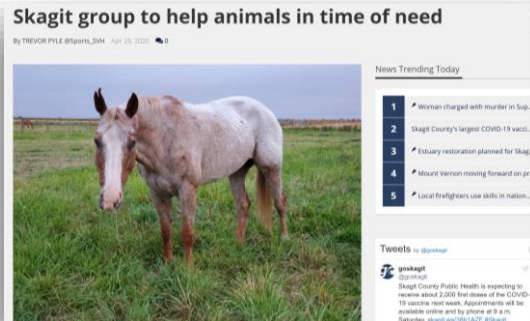 Skagit group to help animals in time of need
By TREVOR PYLE @Sports_SVH Apr 28, 2020 0
News Trending Today
1 Woman charged with murder in Sup..
2 Skagit County's largest COVID-19 vacci..
3 Estuary restoration planned for Skag..
4 Mount Vernon moving forward on pr
5 Local firefighters use skills in nation..
Tweets by @goskagit
goskagit
@goskagit
Skagit County Public Health is expecting to
receive about 2,000 first doses of the COVID-
19 vaccine next week. Appointments will be
available online and by phone at 9 a.m.
Saturday.